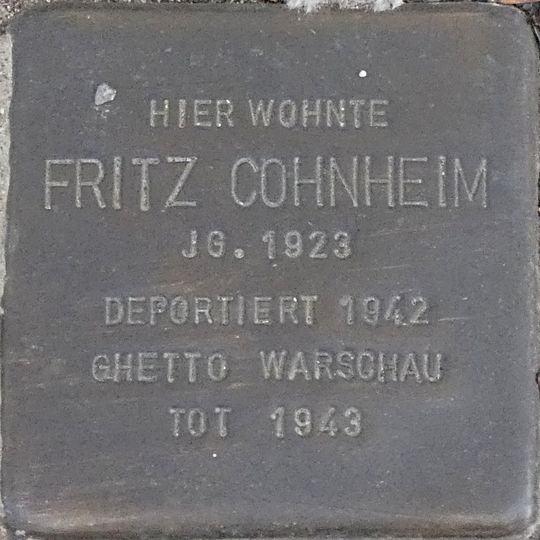 HIER WOHNTE
FRITZ COHNHEIM
JG. 1923
DEPORTIERT 1942
GHETTO WARSCHAU
TOT 1943